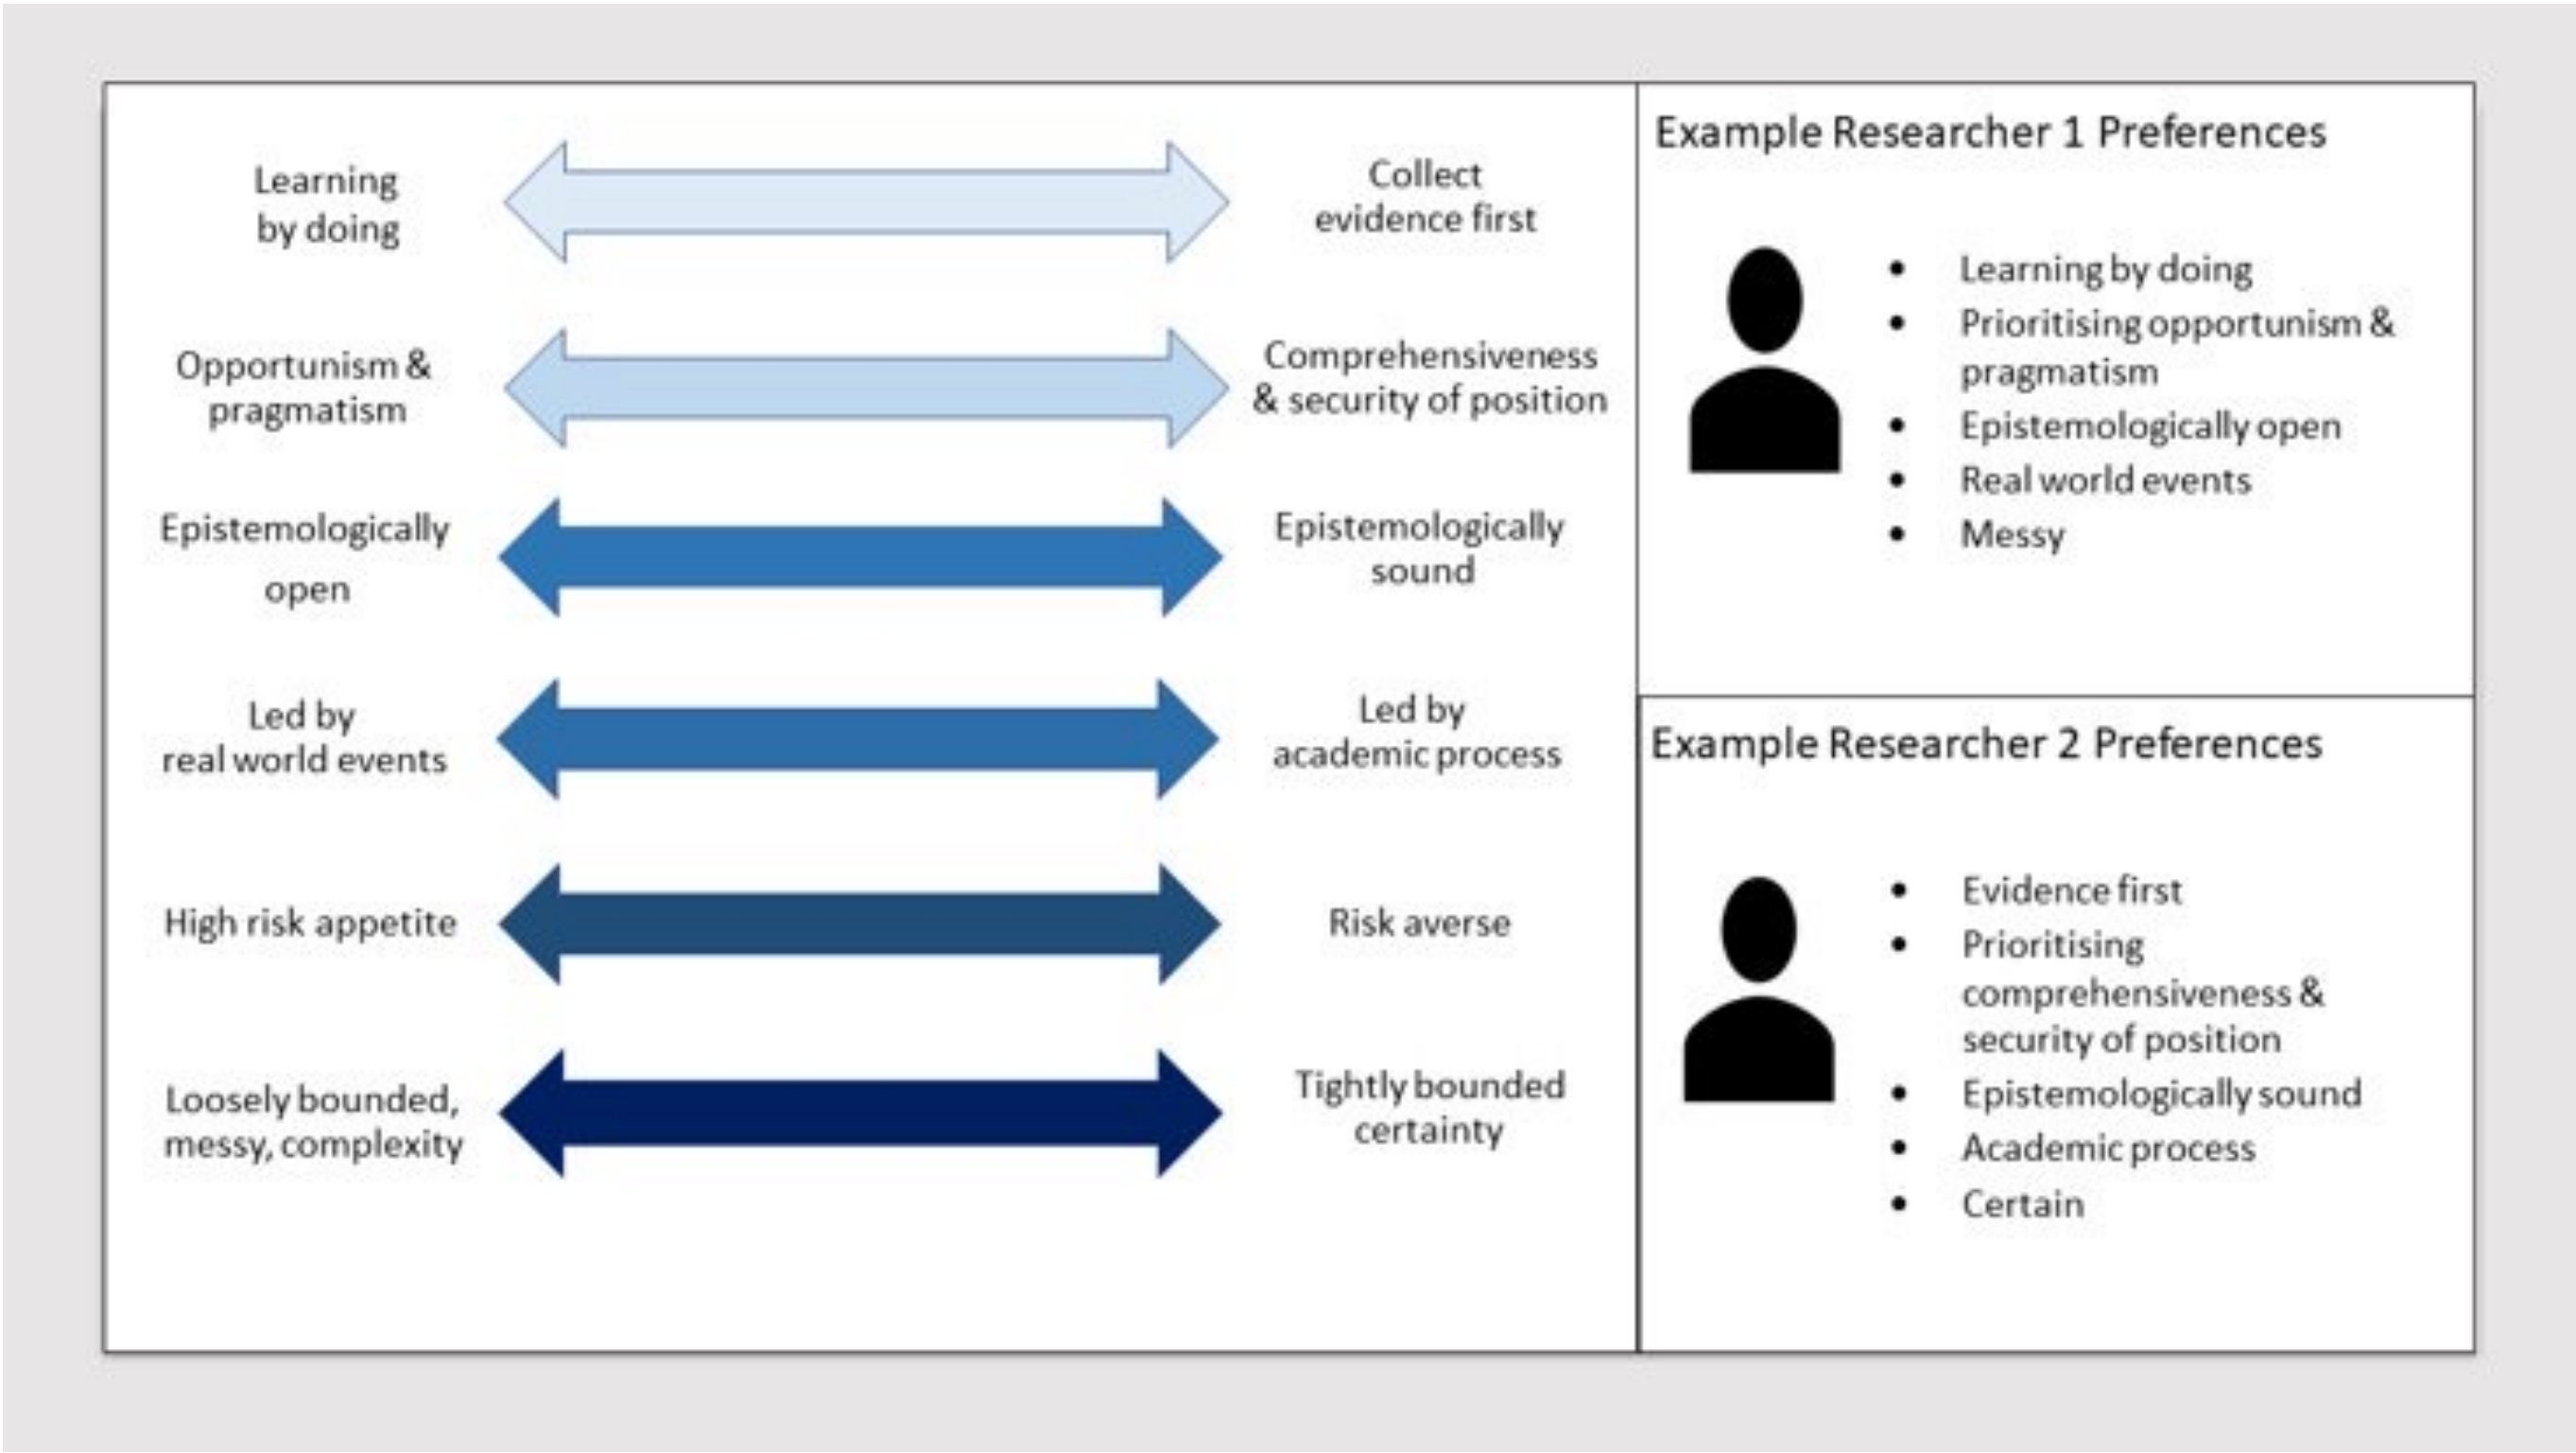 Learning
by doing
Collect
evidence first
Opportunism &
pragmatism
Comprehensiveness
& security of position
Epistemologically
open
Epistemologically
sound
Led by
real world events
Led by
academic process
High risk appetite
Risk averse
Loosely bounded,
messy, complexity
Tightly bounded
certainty
Example Researcher 1 Preferences
• Learning by doing
• Prioritising opportunism &
pragmatism
• Epistemologically open
• Real world events
• Messy
Example Researcher 2 Preferences
• Evidence first
• Prioritising
comprehensiveness &
security of position
• Epistemologically sound
• Academic process
• Certain